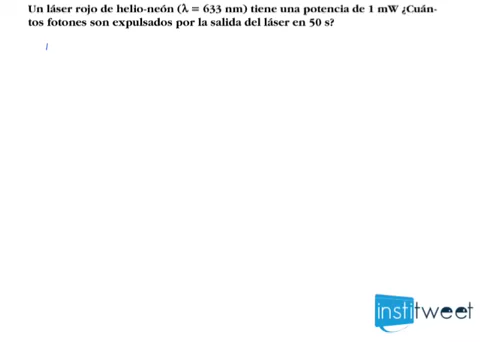 Un láser rojo de helio-neón (λ = 633 nm) tiene una potencia de 1 mW ¿Cuán-
tos fotones son expulsados por la salida del láser en 50 s?
institweet